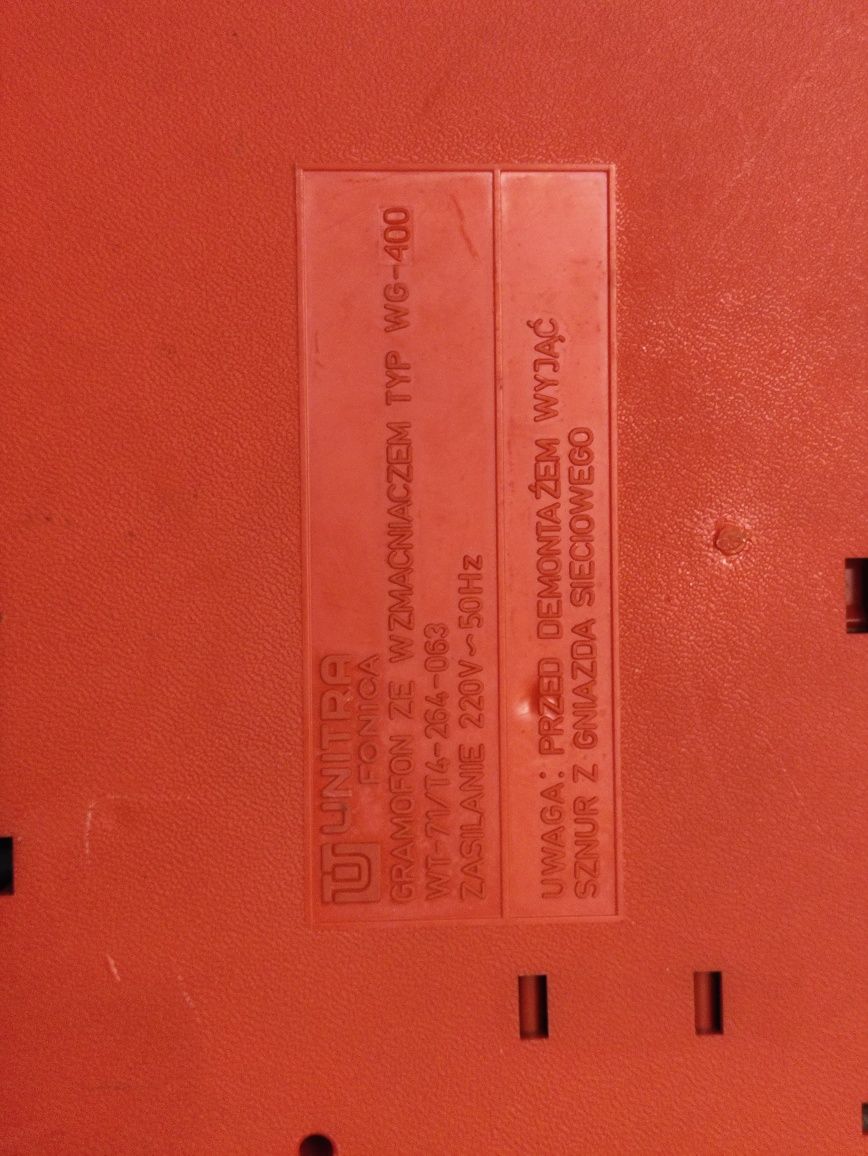 UNITRA
FONICA
GRAMOFON ZE WZMACNIACZEM TYP WG-400
WT-71/T4-264-063
ZASILANIE 220V~50Hz
UWAGA: PRZED DEMONTAŻEM WYJĄĆ
SZNUR Z GNIAZDA SIECIOWEGO